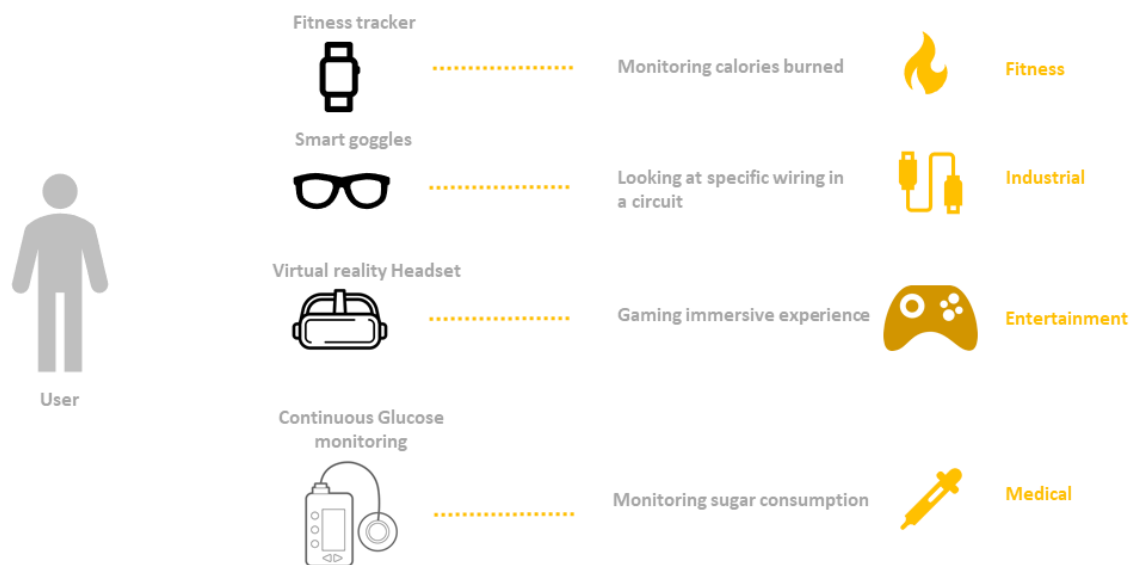 Fitness tracker
Monitoring calories burned
Fitness
Smart goggles
Looking at specific wiring in
a circuit
Industrial
Virtual reality Headset
Gaming immersive experience
Entertainment
User
Continuous Glucose
monitoring
Monitoring sugar consumption
Medical